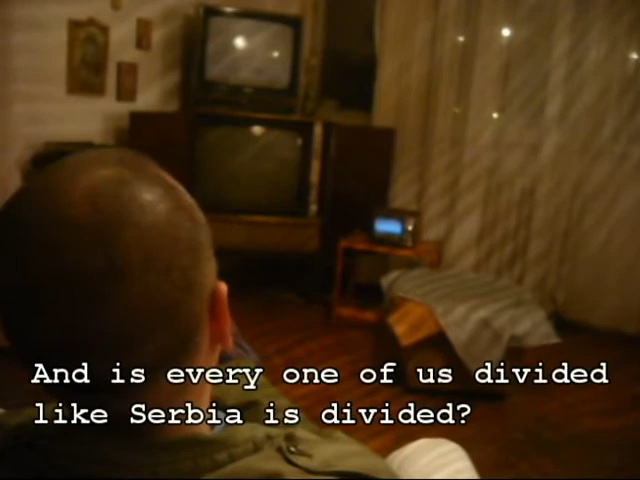 And is every one of us divided
like Serbia is divided?